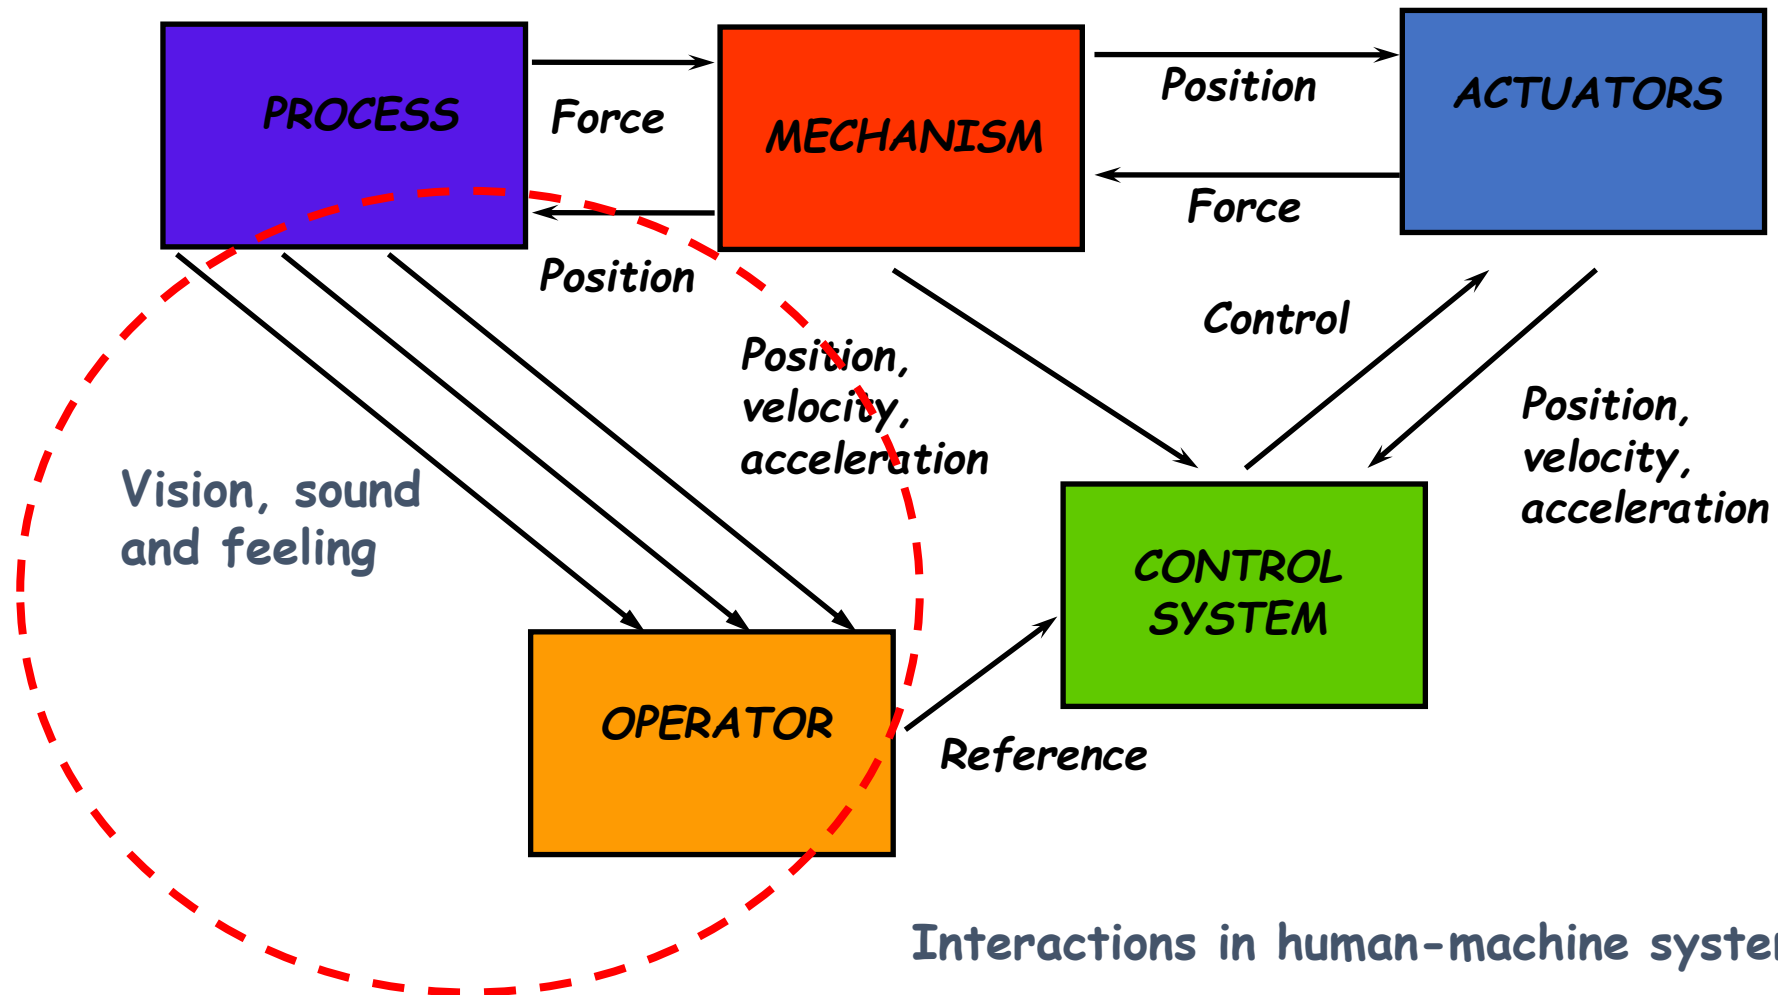 PROCESS
Force
MECHANISM
Position
ACTUATORS
Force
Position
Control
Position,
velocity,
acceleration
Position,
velocity,
acceleration
Vision, sound
and feeling
CONTROL
SYSTEM
OPERATOR
Reference
Interactions in human-machine